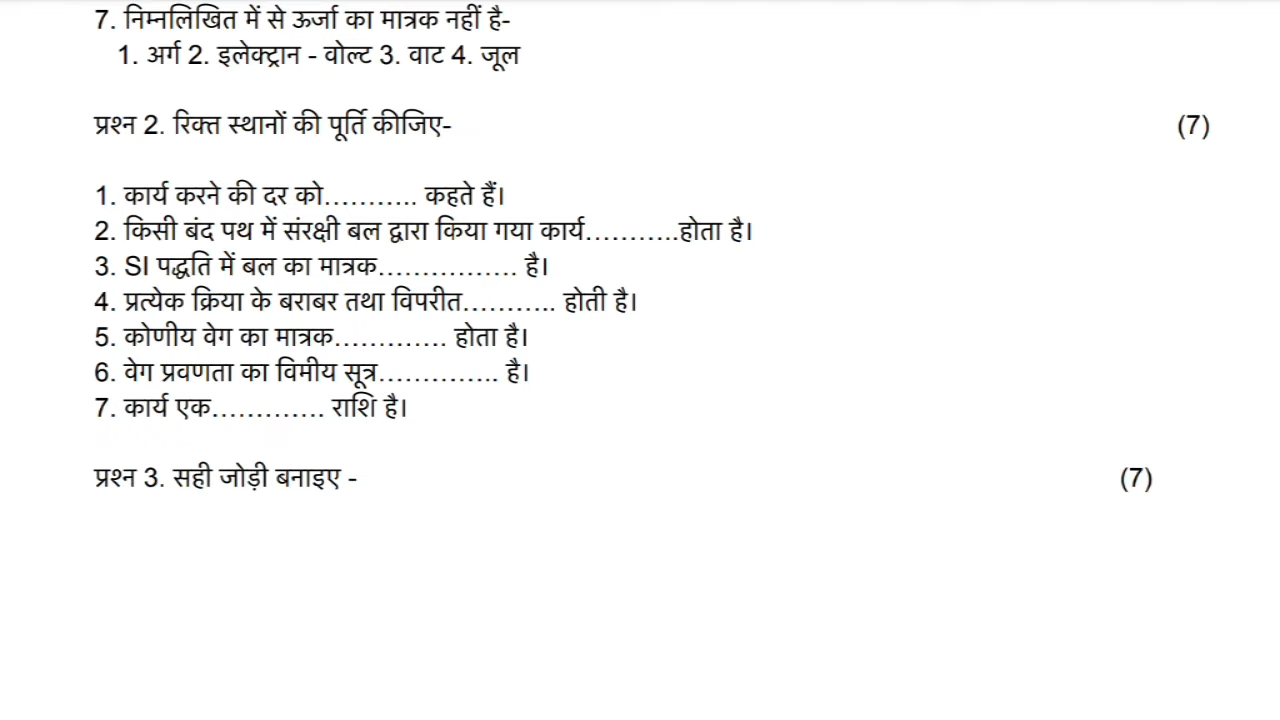 7. निम्नलिखित में से ऊर्जा का मात्रक नहीं है-
1. अर्ग 2. इलेक्ट्रान - वोल्ट 3. वाट 4. जूल
प्रश्न 2. रिक्त स्थानों की पूर्ति कीजिए- (7)
1. कार्य करने की दर को........... कहते हैं।
2. किसी बंद पथ में संरक्षी बल द्वारा किया गया कार्य...........होता है।
3. SI पद्धति में बल का मात्रक................ है।
4. प्रत्येक क्रिया के बराबर तथा विपरीत........... होती है।
5. कोणीय वेग का मात्रक............. होता है।
6. वेग प्रवणता का विमीय सूत्र.............. है।
7. कार्य एक............. राशि है।
प्रश्न 3. सही जोड़ी बनाइए - (7)